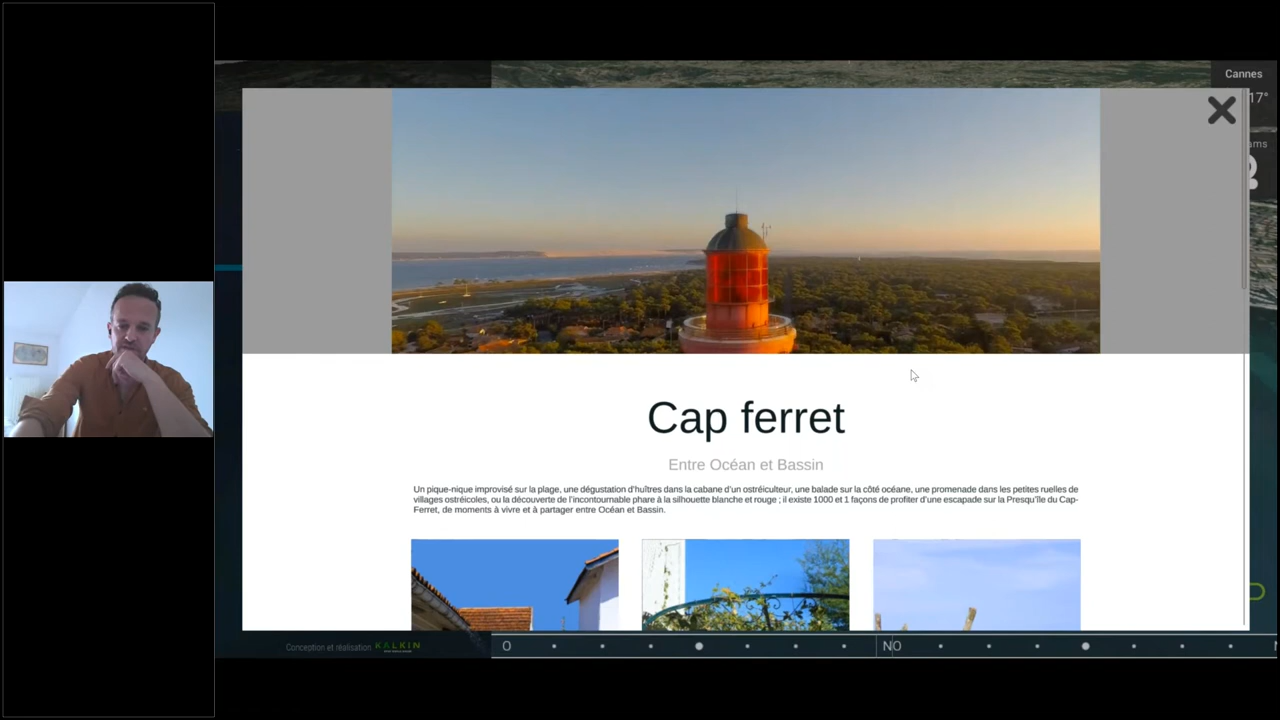 Cannes
17°
ams
Cap ferret
Entre Océan et Bassin
Un pique-nique improvisé sur la plage, une dégustation d'huîtres dans la cabane d'un ostréiculteur, une balade sur la côté océane, une promenade dans les petites ruelles de
villages ostréicoles, ou la découverte de l'incontournable phare à la silhouette blanche et rouge ; il existe 1000 et 1 façons de profiter d'une escapade sur la Presqu'île du Cap-
Ferret, de moments à vivre et à partager entre Océan et Bassin.
Conception et réalisation KALKIN
O NO